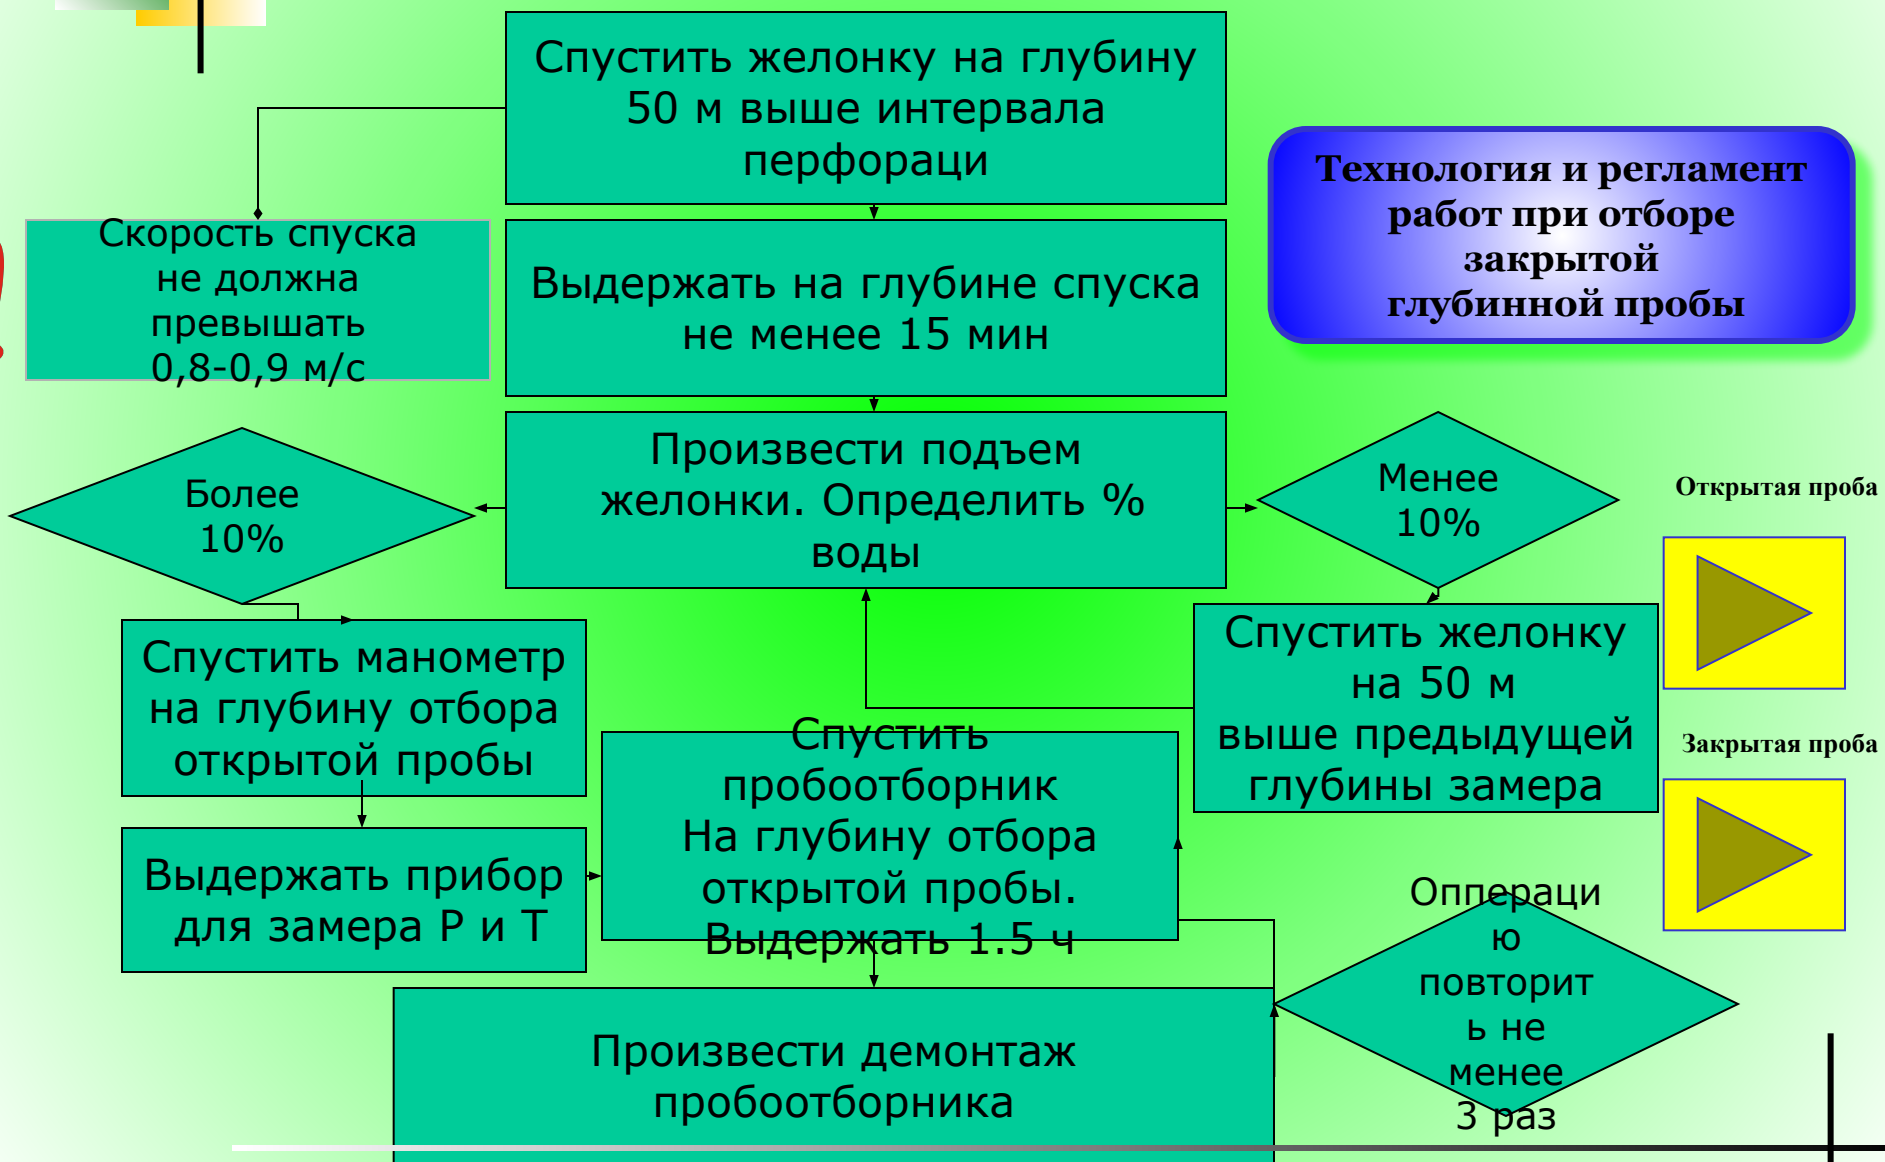 Спустить желонку на глубину
50 м выше интервала
перфораци
Технология и регламент
работ при отборе
закрытой
глубинной пробы
Скорость спуска
не должна
превышать
0,8-0,9 м/с
Выдержать на глубине спуска
не менее 15 мин
Более
10%
Произвести подъем
желонки. Определить %
воды
Менее
10%
Открытая проба
Спустить манометр
на глубину отбора
открытой пробы
Спустить желонку
на 50 м
выше предыдущей
глубины замера
Закрытая проба
Спустить
пробоотборник
На глубину отбора
открытой пробы.
Выдержать 1.5 ч
Выдержать прибор
для замера Р и Т
Опперaци
ю
повторит
ь не
менее
3 раз
Произвести демонтаж
пробоотборника